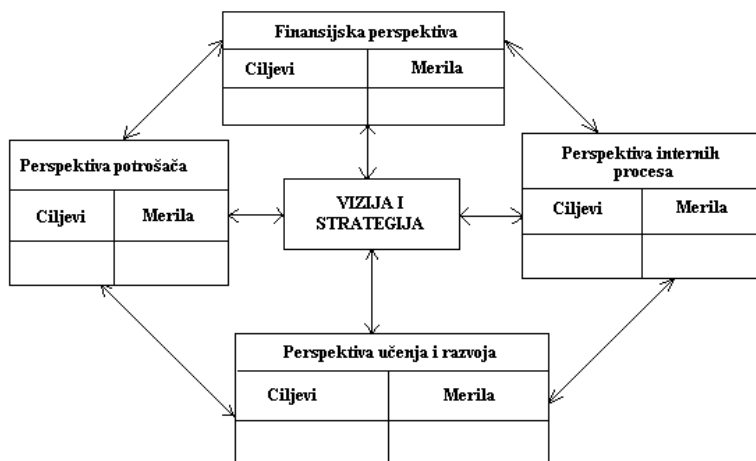 Finansijska perspektiva
Ciljevi Merila
Perspektiva potrošača
Ciljevi Merila
VIZIJA I
STRATEGIJA
Perspektiva internih
procesa
Ciljevi Merila
Perspektiva učenja i razvoja
Ciljevi Merila